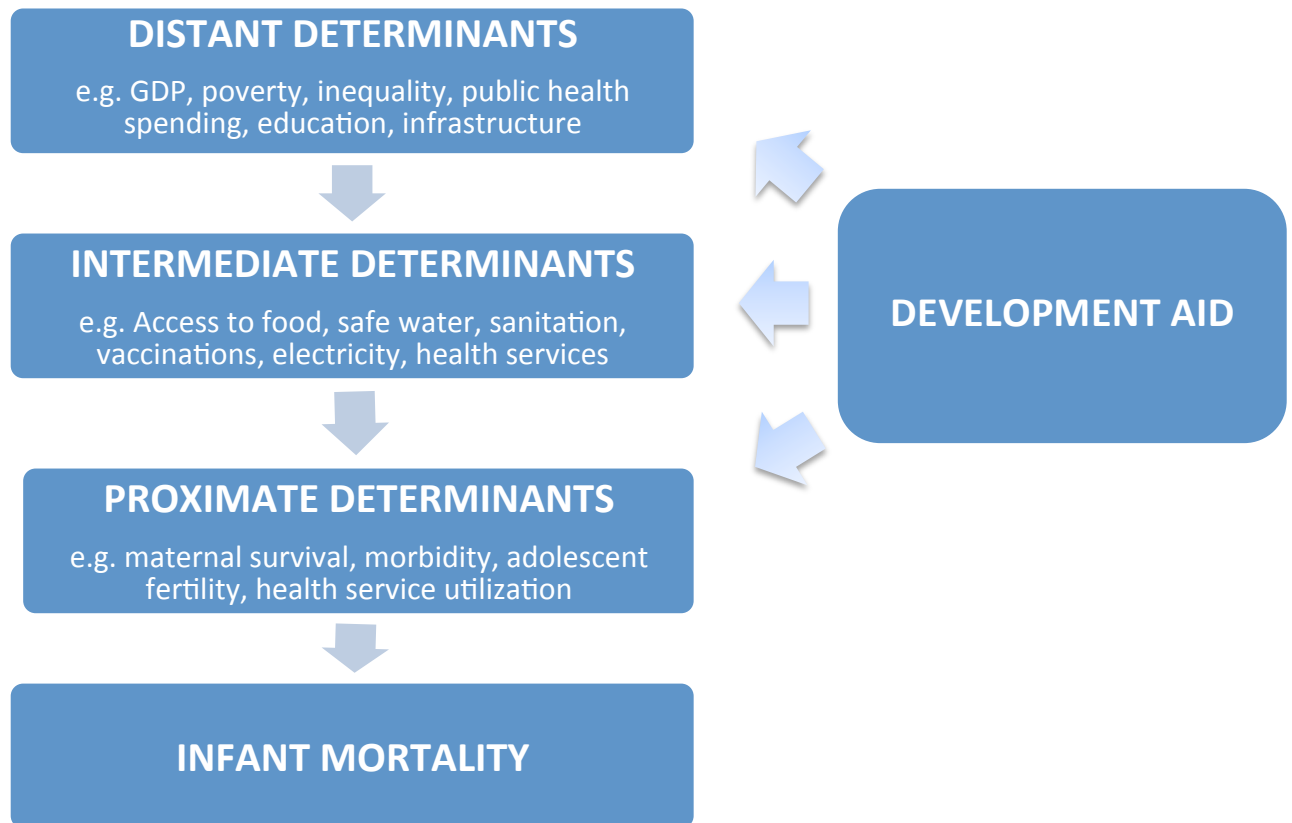 DISTANT DETERMINANTS
e.g. GDP, poverty, inequality, public health
spending, education, infrastructure
INTERMEDIATE DETERMINANTS
e.g. Access to food, safe water, sanitation,
vaccinations, electricity, health services
PROXIMATE DETERMINANTS
e.g. maternal survival, morbidity, adolescent
fertility, health service utilization
INFANT MORTALITY
DEVELOPMENT AID